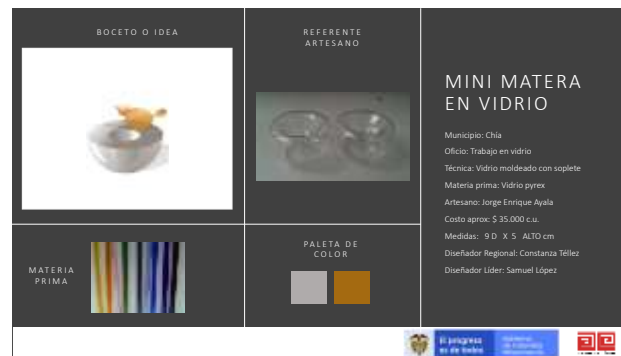 BOCETO O IDEA
REFERENTE
ARTESANO
MINI MATERA
EN VIDRIO
Municipio: Chía
Oficio: Trabajo en vidrio
Técnica: Vidrio moldeado con soplete
Materia prima: Vidrio pyrex
Artesano: Jorge Enrique Ayala
Costo aprox: $ 35.000 c.u.
Medidas: 9 D X 5 ALTO cm
Diseñador Regional: Constanza Téllez
Diseñador Líder: Samuel López
MATERIA
PRIMA
PALETA DE
COLOR
El progreso
es de todos